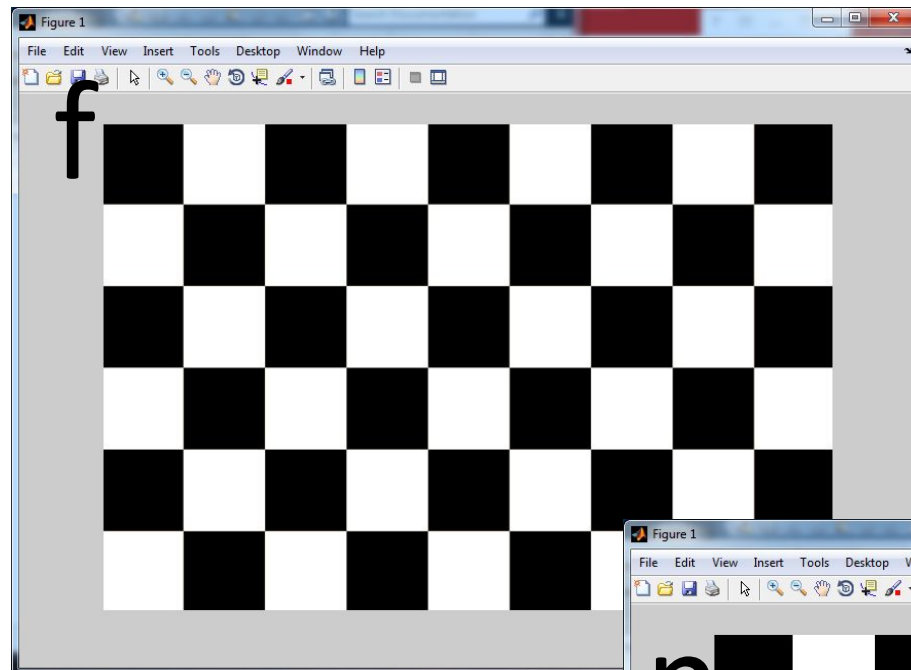 Figure 1
File Edit View Insert Tools Desktop Window Help
f
Figure 1
File Edit View Insert Tools Desktop